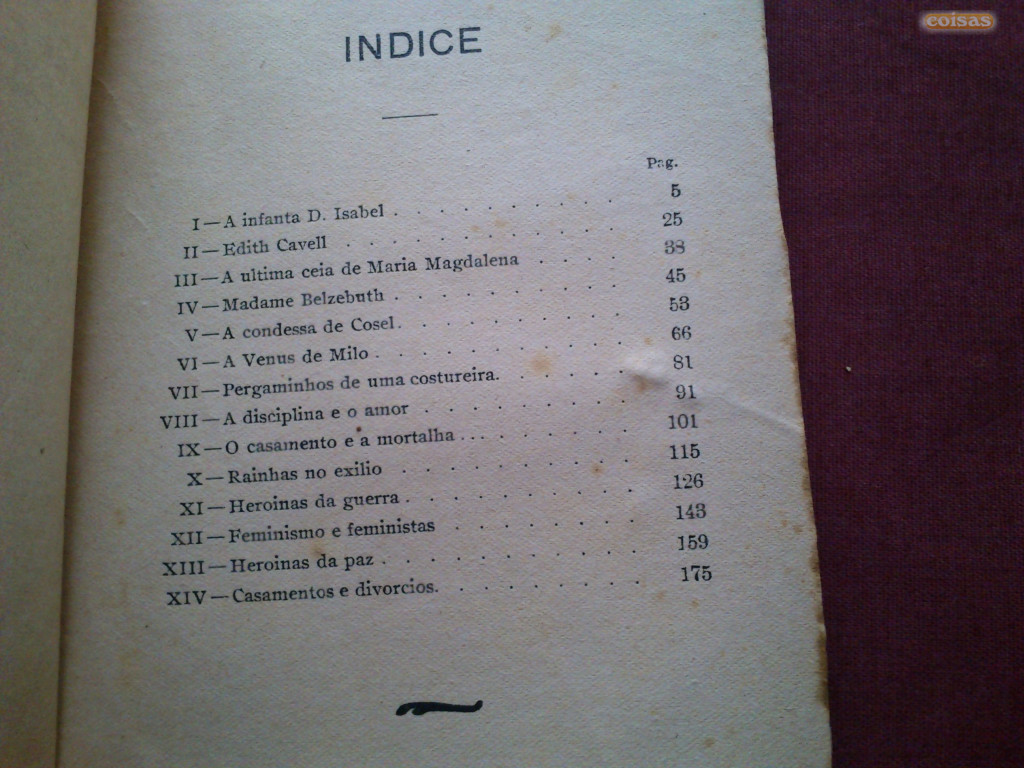 coisas
INDICE
Pag.
I—A infanta D. Isabel . . . . . . . . . 5
II—Edith Cavell . . . . . . . . . . . 25
III—A ultima ceia de Maria Magdalena . . . . 38
IV—Madame Belzebuth . . . . . . . . . 45
V—A condessa de Cosel. . . . . . . . . 53
VI—A Venus de Milo . . . . . . . . . . 66
VII—Pergaminhos de uma costureira. . . . . . 81
VIII—A disciplina e o amor . . . . . . . . 91
IX—O casamento e a mortalha . . . . . . . . 101
X—Rainhas no exilio . . . . . . . . . 115
XI—Heroinas da guerra . . . . . . . . . 126
XII—Feminismo e feministas . . . . . . . . 143
XIII—Heroinas da paz . . . . . . . . . . 159
XIV—Casamentos e divorcios. . . . . . . . 175